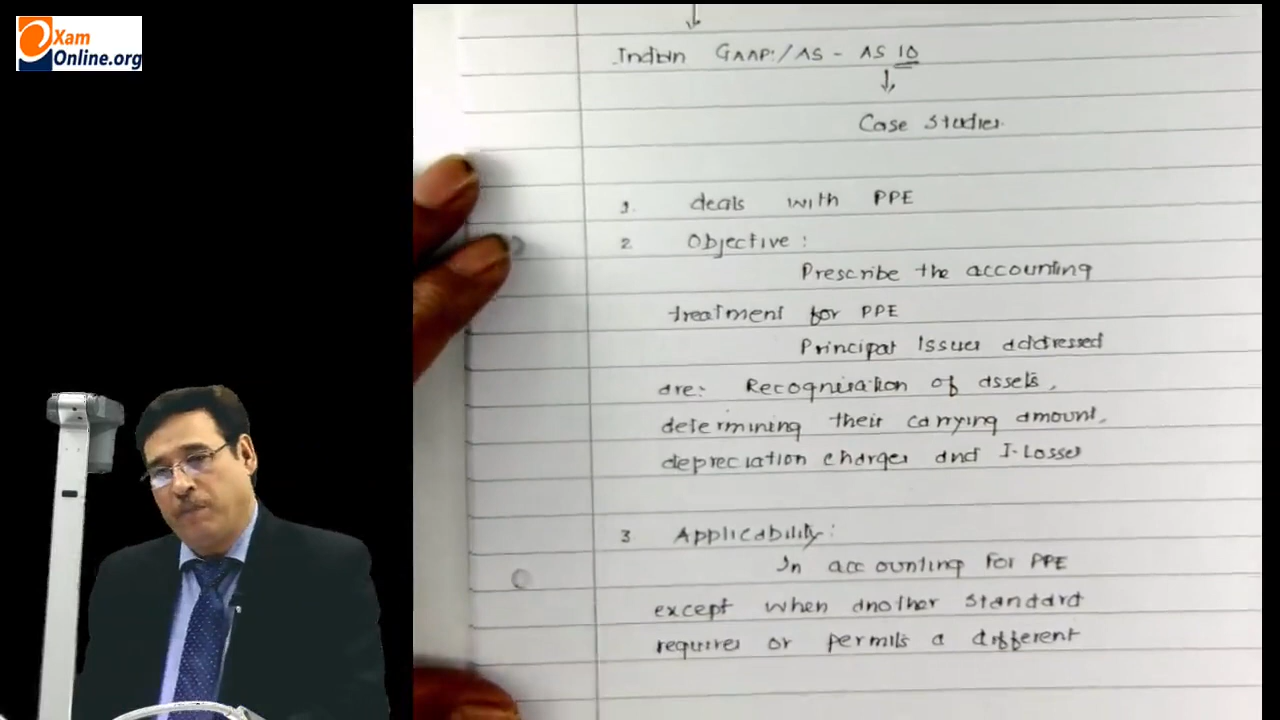 Xam
Online.org
Indian GAAP:/AS - AS 10
Case Studies.
1. deals with PPE
2 Objective :
Prescribe the accounting
treatment for PPE
Principal Issues addressed
are: Recognisation of assets,
determining their carrying amount,
depreciation charges and I-Losses
3 Applicability:
In accounting for PPE
except when another standard
requires or permits a different